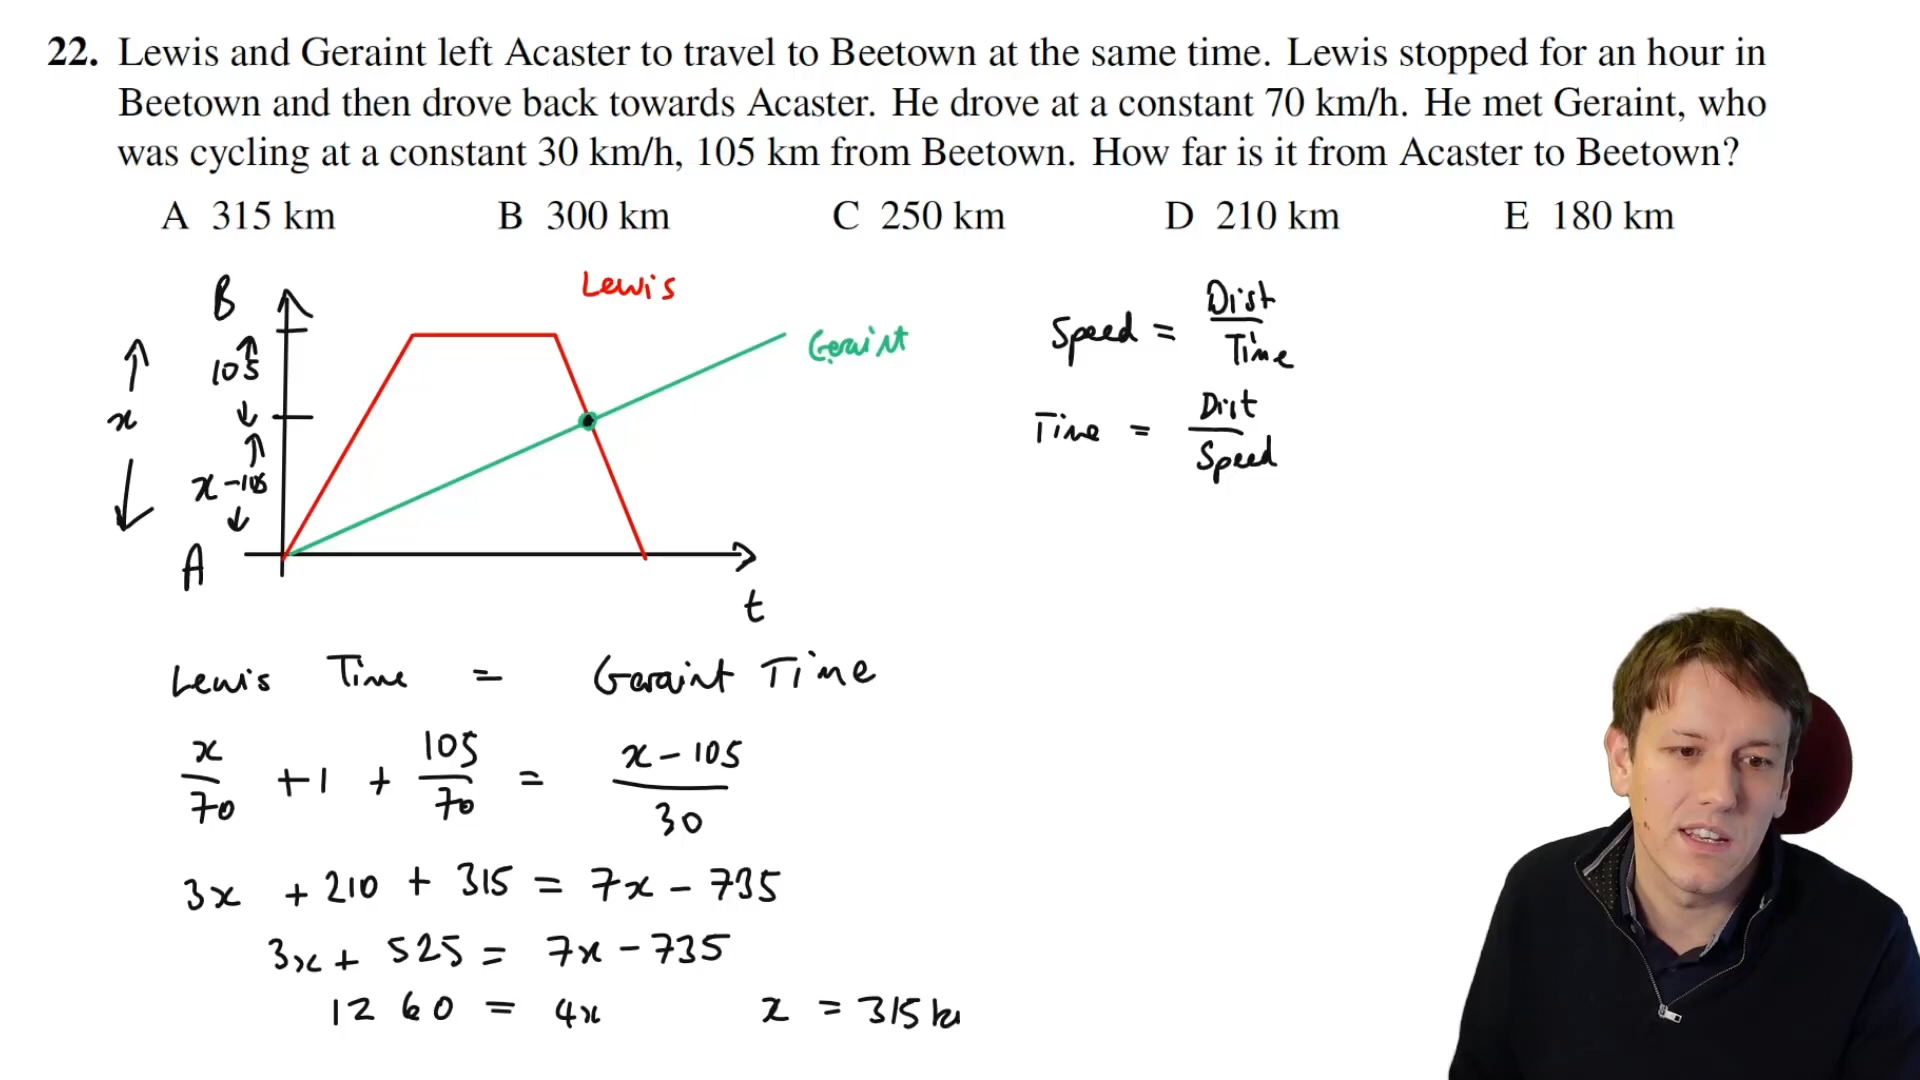 22. Lewis and Geraint left Acaster to travel to Beetown at the same time. Lewis stopped for an hour in
Beetown and then drove back towards Acaster. He drove at a constant 70 km/h. He met Geraint, who
was cycling at a constant 30 km/h, 105 km from Beetown. How far is it from Acaster to Beetown?
A 315 km B 300 km C 250 km D 210 km E 180 km
B
105
x
x-105
A
t
Lewis
Geraint
Speed = Dist / Time
Time = Dist / Speed
Lewis Time = Geraint Time
x/70 + 1 + 105/70 = x - 105/30
3x + 210 + 315 = 7x - 735
3x + 525 = 7x - 735
1260 = 4x x = 315 km